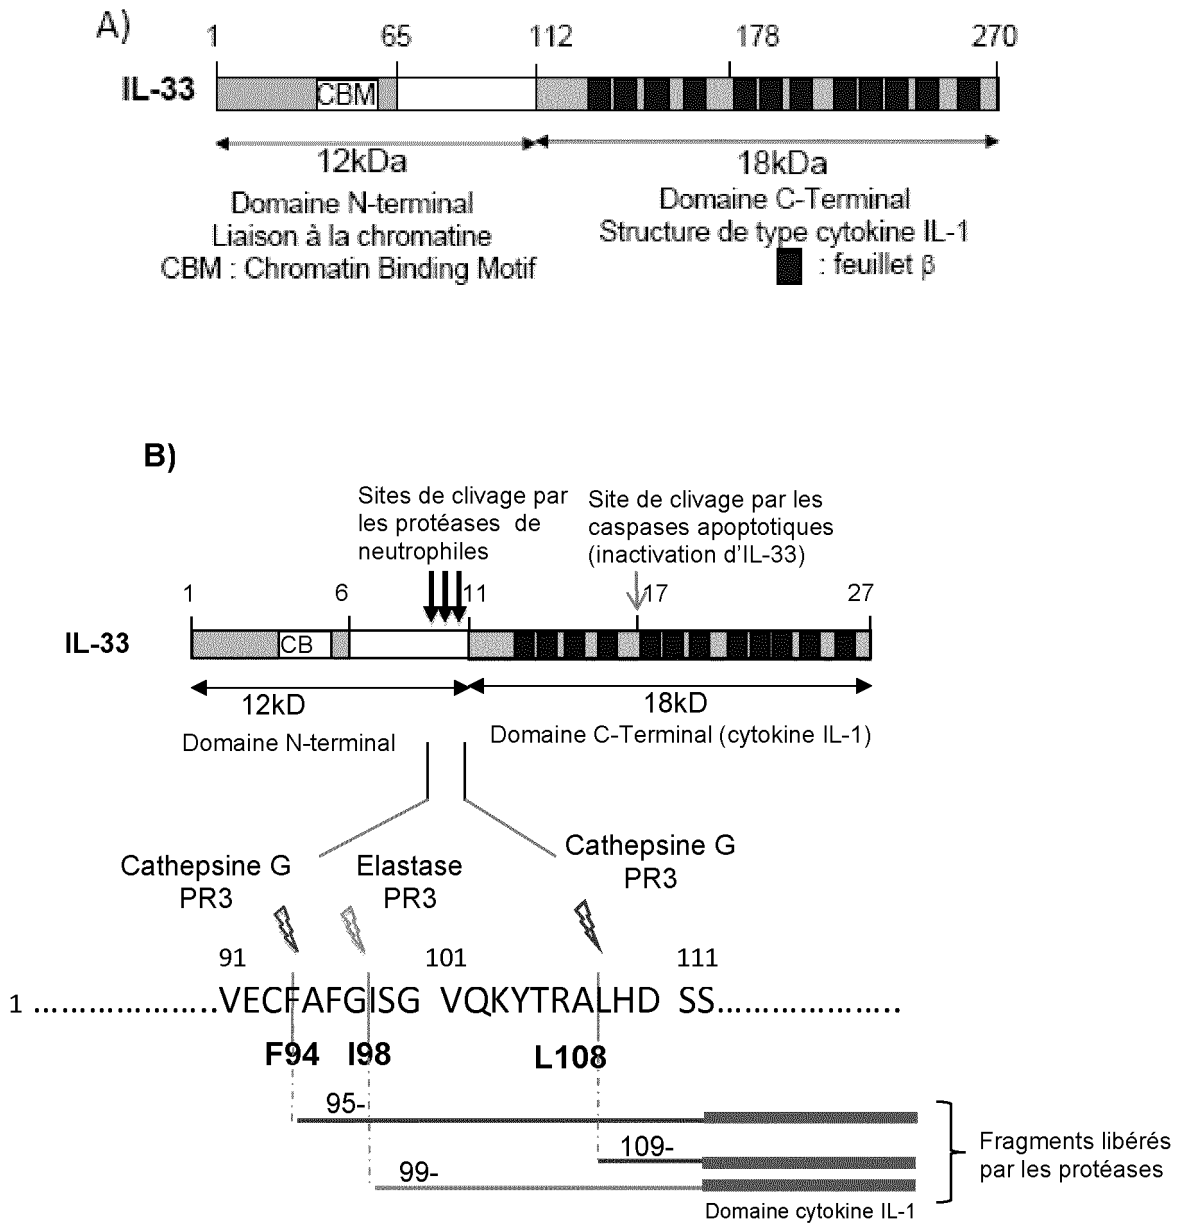 A)
1 65 112 178 270
IL-33
CBM
12kDa 18kDa
Domaine N-terminal
Liaison à la chromatine
CBM : Chromatin Binding Motif
Domaine C-Terminal
Structure de type cytokine IL-1
: feuillet β
B)
Sites de clivage par
les protéases de
neutrophiles
Site de clivage par les
caspases apoptotiques
(inactivation d'IL-33)
1 6 11 17 27
IL-33
CB
12kD 18kD
Domaine N-terminal
Domaine C-Terminal (cytokine IL-1)
Cathepsine G
PR3
Elastase
PR3
Cathepsine G
PR3
91 101 111
1 ....................VECFAFGISG VQKYTRALHD SS....................
F94 I98 L108
95-
109-
99-
Fragments libérés
par les protéases
Domaine cytokine IL-1